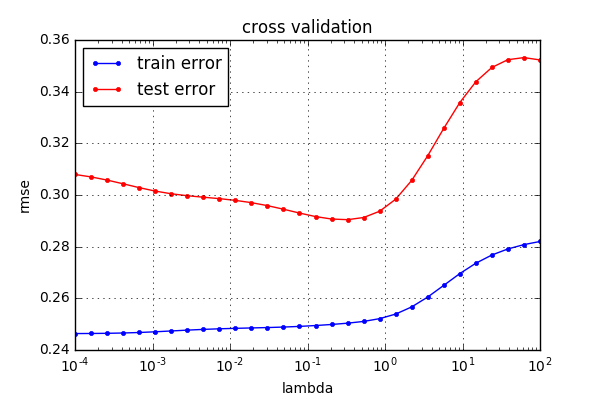 cross validation
train error
test error
0.36
0.34
0.32
0.30
0.28
0.26
0.24
rmse
10^-4 10^-3 10^-2 10^-1 10^0 10^1 10^2
lambda